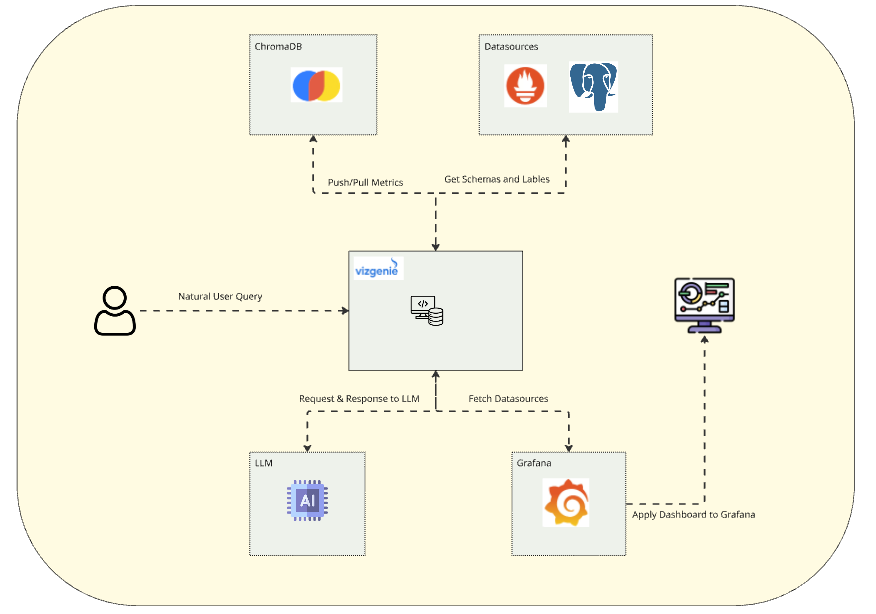 ChromaDB
Datasources
Push/Pull Metrics
Get Schemas and Lables
vizgenie
Natural User Query
Request & Response to LLM
Fetch Datasources
LLM
AI
Grafana
Apply Dashboard to Grafana